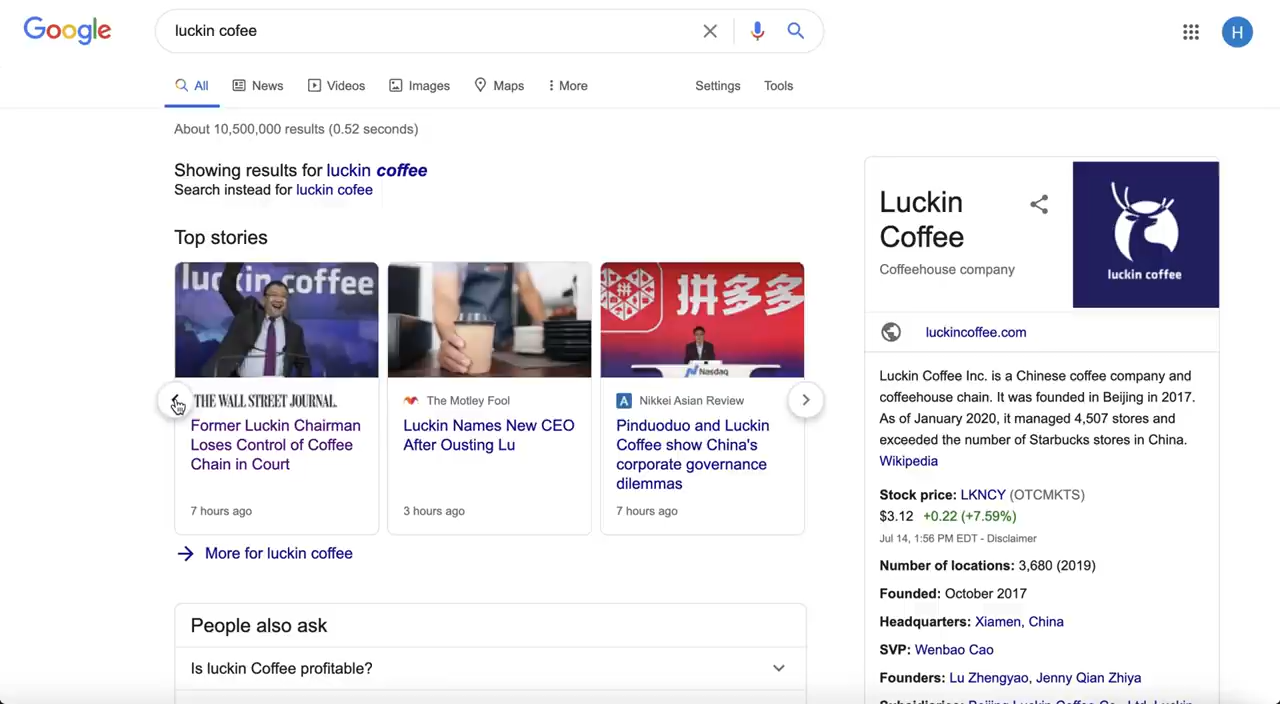 Google
luckin cofee
H
All
News
Videos
Images
Maps
More
Settings
Tools
About 10,500,000 results (0.52 seconds)
Showing results for luckin coffee
Search instead for luckin cofee
Top stories
luckin coffee
THE WALL STREET JOURNAL.
Former Luckin Chairman
Loses Control of Coffee
Chain in Court
7 hours ago
The Motley Fool
Luckin Names New CEO
After Ousting Lu
3 hours ago
拼多多
拼
Nasdaq
A
Nikkei Asian Review
Pinduoduo and Luckin
Coffee show China's
corporate governance
dilemmas
7 hours ago
More for luckin coffee
People also ask
Is luckin Coffee profitable?
Luckin
Coffee
Coffeehouse company
luckin coffee
luckincoffee.com
Luckin Coffee Inc. is a Chinese coffee company and
coffeehouse chain. It was founded in Beijing in 2017.
As of January 2020, it managed 4,507 stores and
exceeded the number of Starbucks stores in China.
Wikipedia
Stock price: LKNCY (OTCMKTS)
$3.12 +0.22 (+7.59%)
Jul 14, 1:56 PM EDT - Disclaimer
Number of locations: 3,680 (2019)
Founded: October 2017
Headquarters: Xiamen, China
SVP: Wenbao Cao
Founders: Lu Zhengyao, Jenny Qian Zhiya
Subsidiaries: Beijing Luckin Coffee Co., Ltd, Luckin